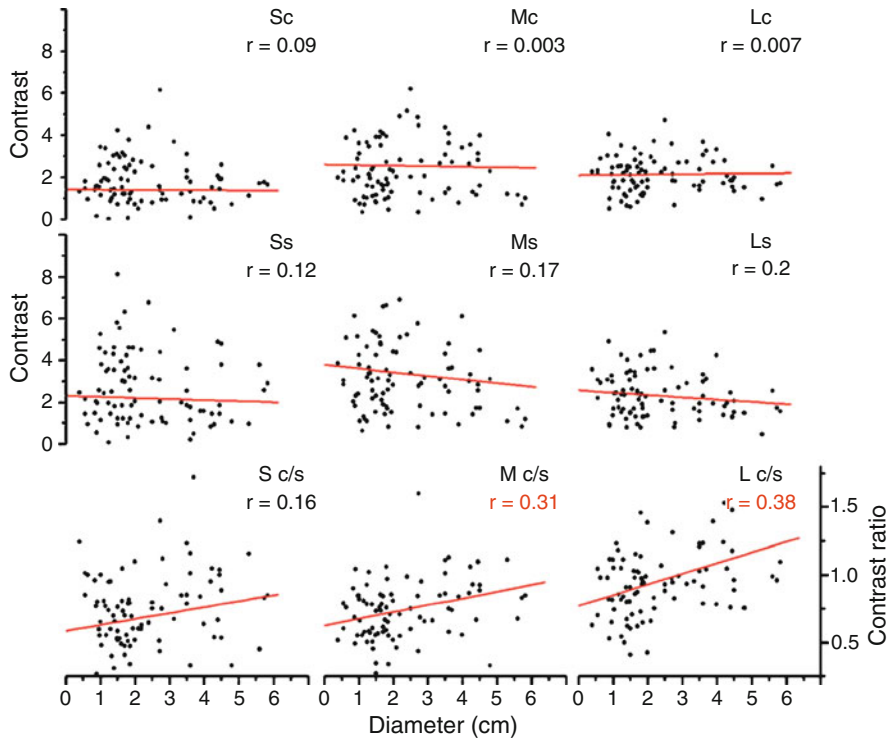 Sc
r = 0.09
Mc
r = 0.003
Lc
r = 0.007
Contrast
8
6
4
2
0
Ss
r = 0.12
Ms
r = 0.17
Ls
r = 0.2
Contrast
8
6
4
2
0
S c/s
r = 0.16
M c/s
r = 0.31
L c/s
r = 0.38
1.5
1.0
0.5
Contrast ratio
0 1 2 3 4 5 6
0 1 2 3 4 5 6
0 1 2 3 4 5 6
Diameter (cm)